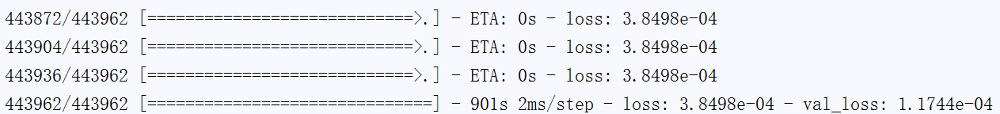 443872/443962 [============================>.] - ETA: 0s - loss: 3.8498e-04
443904/443962 [============================>.] - ETA: 0s - loss: 3.8498e-04
443936/443962 [============================>.] - ETA: 0s - loss: 3.8498e-04
443962/443962 [==============================] - 901s 2ms/step - loss: 3.8498e-04 - val_loss: 1.1744e-04